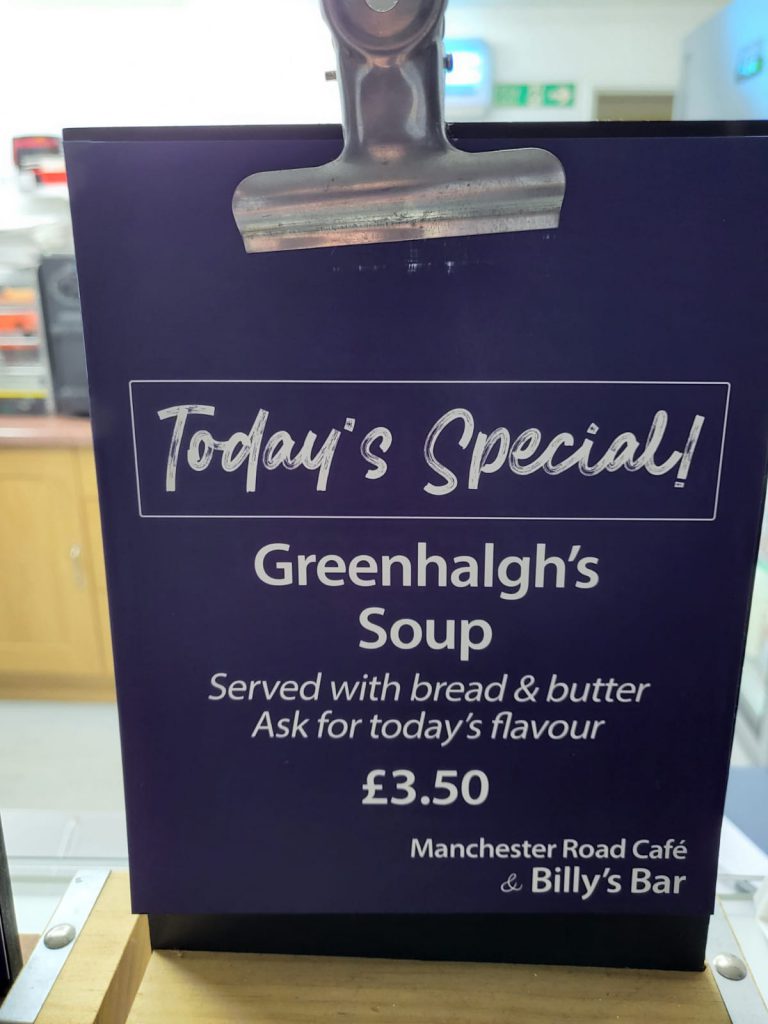 Today's Special!
Greenhalgh's
Soup
Served with bread & butter
Ask for today's flavour
£3.50
Manchester Road Café
& Billy's Bar